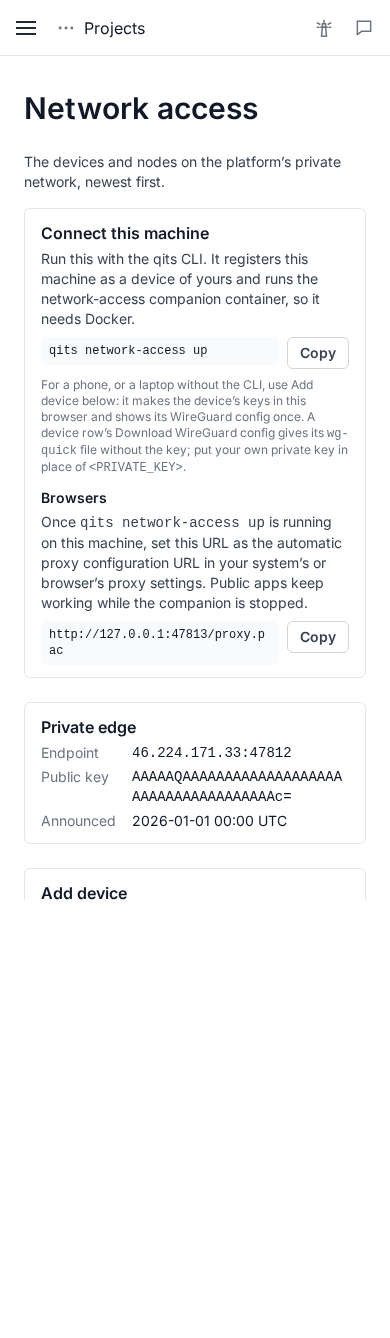 Projects
Network access
The devices and nodes on the platform’s private
network, newest first.
Connect this machine
Run this with the qits CLI. It registers this
machine as a device of yours and runs the
network-access companion container, so it
needs Docker.
qits network-access up
Copy
For a phone, or a laptop without the CLI, use Add
device below: it makes the device’s keys in this
browser and shows its WireGuard config once. A
device row’s Download WireGuard config gives its wg-
quick file without the key; put your own private key in
place of <PRIVATE_KEY>.
Browsers
Once qits network-access up is running
on this machine, set this URL as the automatic
proxy configuration URL in your system’s or
browser’s proxy settings. Public apps keep
working while the companion is stopped.
http://127.0.0.1:47813/proxy.p
ac
Copy
Private edge
Endpoint 46.224.171.33:47812
Public key AAAAAQAAAAAAAAAAAAAAAAAAA
AAAAAAAAAAAAAAAAAc=
Announced 2026-01-01 00:00 UTC
Add device